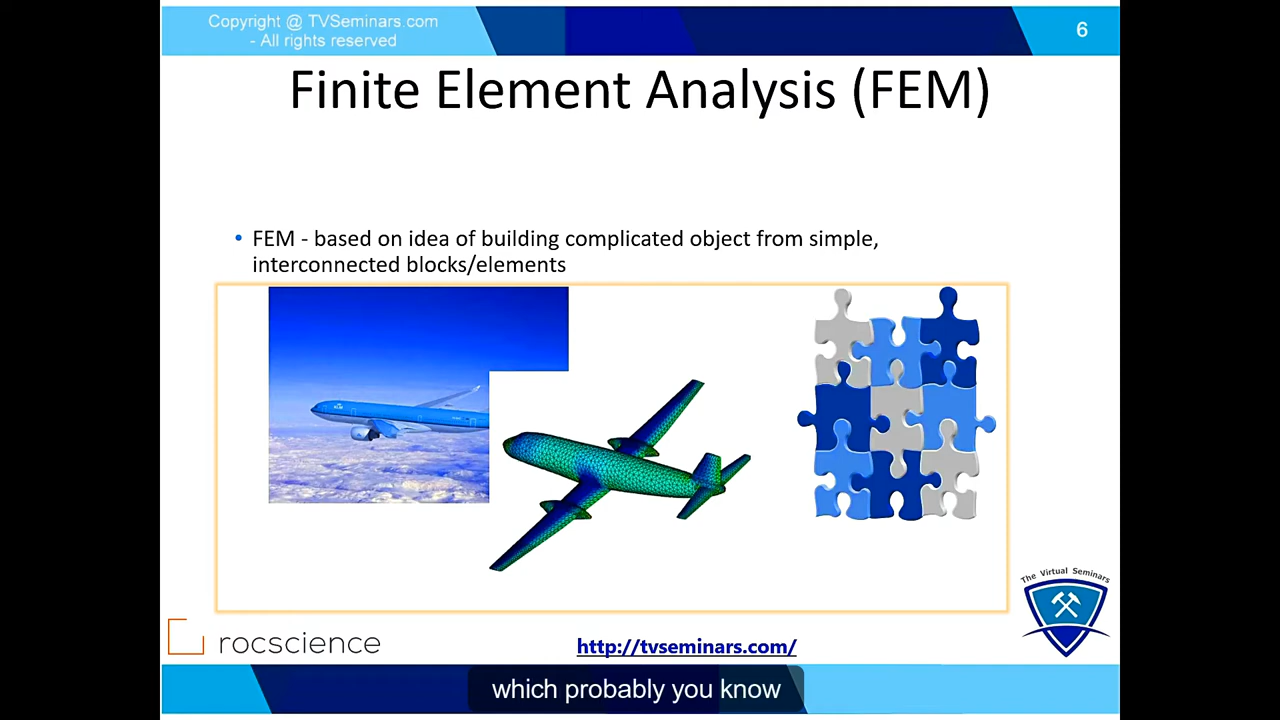 Copyright @ TVSeminars.com
- All rights reserved
6
Finite Element Analysis (FEM)
• FEM - based on idea of building complicated object from simple,
interconnected blocks/elements
The Virtual Seminars
rocscience
http://tvseminars.com/
which probably you know